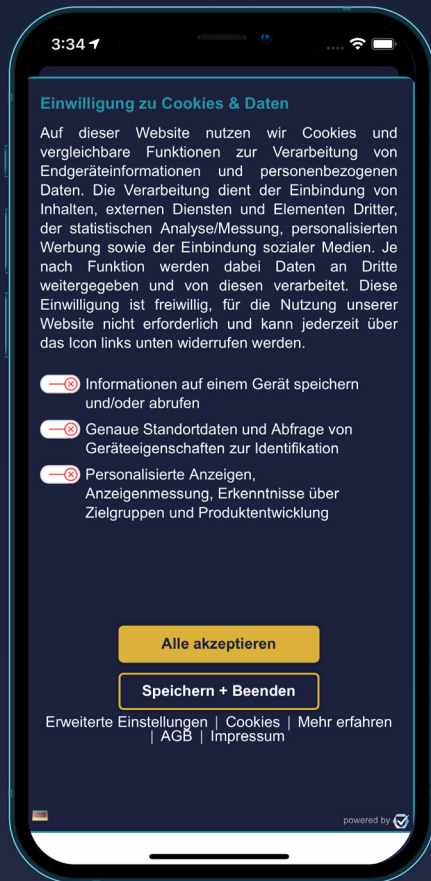 3:34
Einwilligung zu Cookies & Daten
Auf dieser Website nutzen wir Cookies und
vergleichbare Funktionen zur Verarbeitung von
Endgeräteinformationen und personenbezogenen
Daten. Die Verarbeitung dient der Einbindung von
Inhalten, externen Diensten und Elementen Dritter,
der statistischen Analyse/Messung, personalisierten
Werbung sowie der Einbindung sozialer Medien. Je
nach Funktion werden dabei Daten an Dritte
weitergegeben und von diesen verarbeitet. Diese
Einwilligung ist freiwillig, für die Nutzung unserer
Website nicht erforderlich und kann jederzeit über
das Icon links unten widerrufen werden.
Informationen auf einem Gerät speichern
und/oder abrufen
Genaue Standortdaten und Abfrage von
Geräteeigenschaften zur Identifikation
Personalisierte Anzeigen,
Anzeigenmessung, Erkenntnisse über
Zielgruppen und Produktentwicklung
Alle akzeptieren
Speichern + Beenden
Erweiterte Einstellungen | Cookies | Mehr erfahren
| AGB | Impressum
powered by